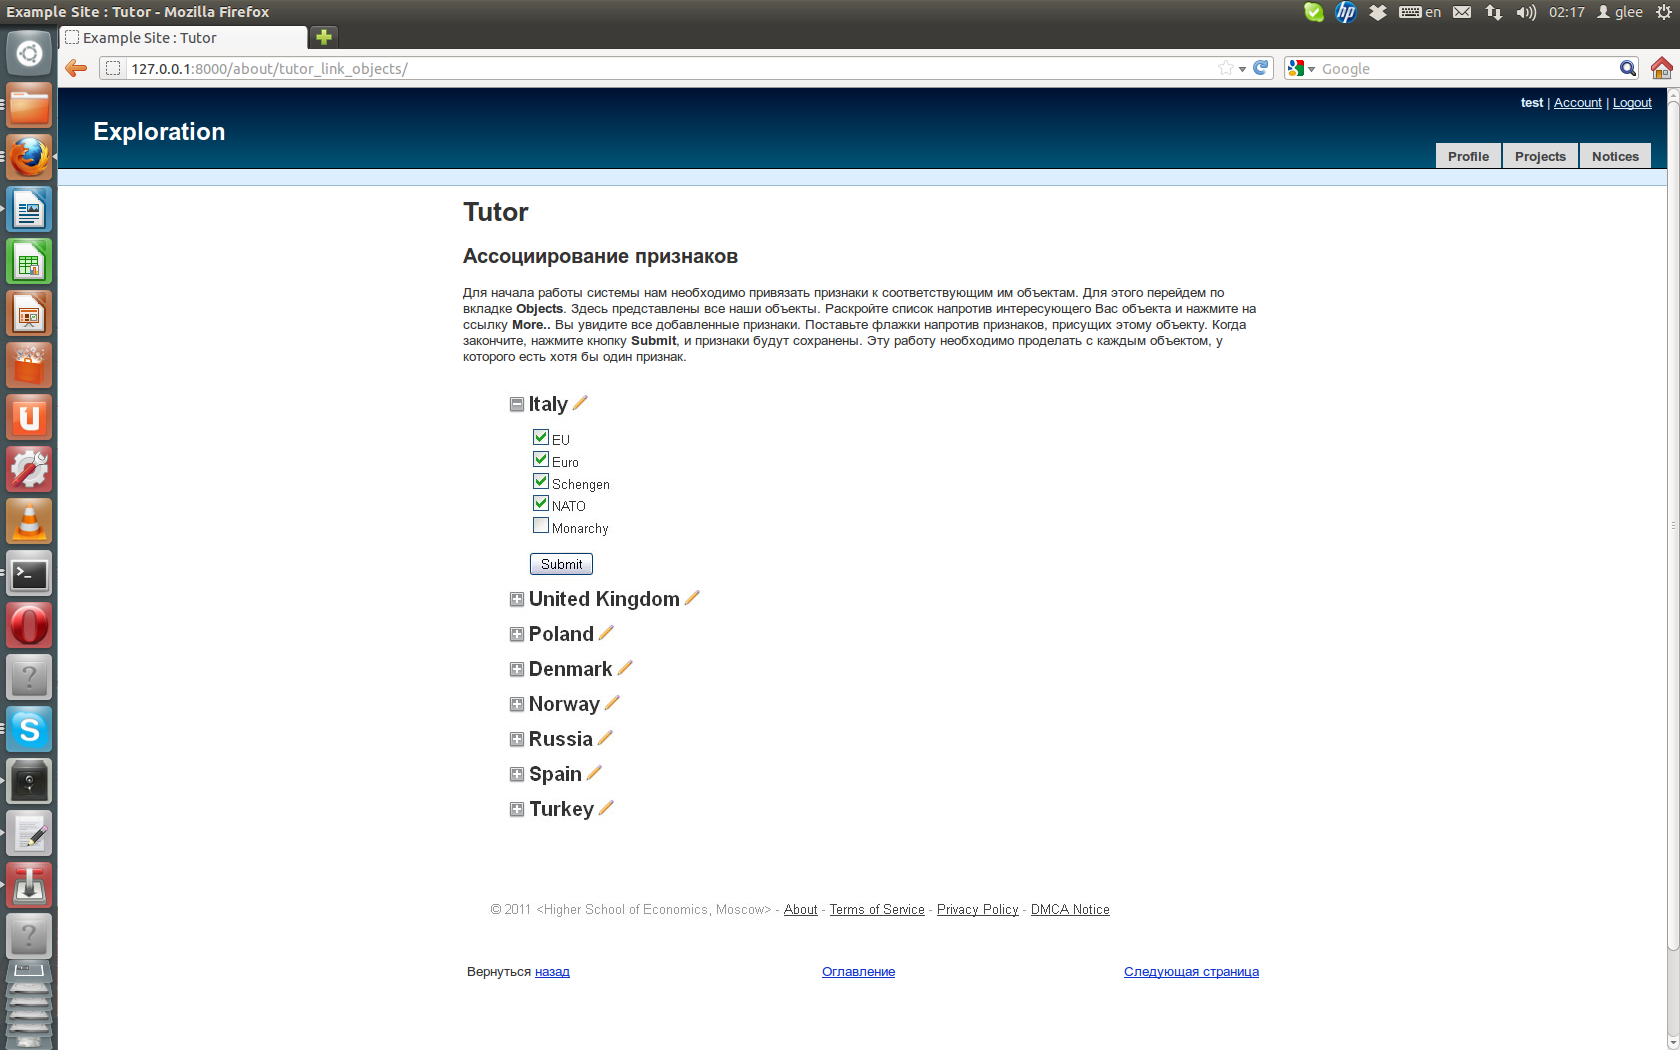 Example Site : Tutor - Mozilla Firefox
en
02:17
glee
Example Site : Tutor
127.0.0.1:8000/about/tutor_link_objects/
Google
test | Account | Logout
Exploration
Profile
Projects
Notices
Tutor
Ассоциирование признаков
Для начала работы системы нам необходимо привязать признаки к соответствующим им объектам. Для этого перейдем по
вкладке Objects. Здесь представлены все наши объекты. Раскройте список напротив интересующего Вас объекта и нажмите на
ссылку More.. Вы увидите все добавленные признаки. Поставьте флажки напротив признаков, присущих этому объекту. Когда
закончите, нажмите кнопку Submit, и признаки будут сохранены. Эту работу необходимо проделать с каждым объектом, у
которого есть хотя бы один признак.
Italy
EU
Euro
Schengen
NATO
Monarchy
Submit
United Kingdom
Poland
Denmark
Norway
Russia
Spain
Turkey
© 2011 <Higher School of Economics, Moscow> - About - Terms of Service - Privacy Policy - DMCA Notice
Вернуться назад
Оглавление
Следующая страница